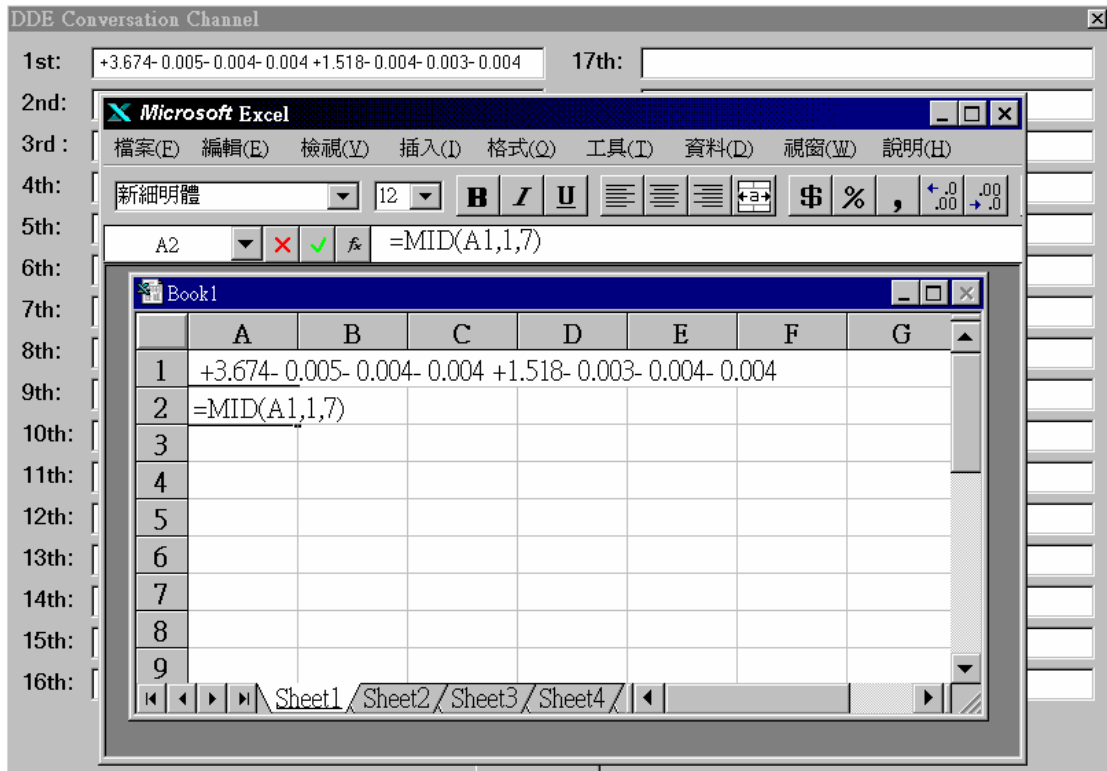 DDE Conversation Channel
1st: +3.674- 0.005- 0.004- 0.004 +1.518- 0.004- 0.003- 0.004 17th:
2nd:
3rd :
4th:
5th:
6th:
7th:
8th:
9th:
10th:
11th:
12th:
13th:
14th:
15th:
16th:
Microsoft Excel
檔案(F) 編輯(E) 檢視(V) 插入(I) 格式(O) 工具(T) 資料(D) 視窗(W) 說明(H)
新細明體 12 B I U a $ % , .0 .00 .00 .0
A2 fx =MID(A1,1,7)
Book1
A B C D E F G
1 +3.674- 0.005- 0.004- 0.004 +1.518- 0.003- 0.004- 0.004
2 =MID(A1,1,7)
3
4
5
6
7
8
9
Sheet1 Sheet2 Sheet3 Sheet4